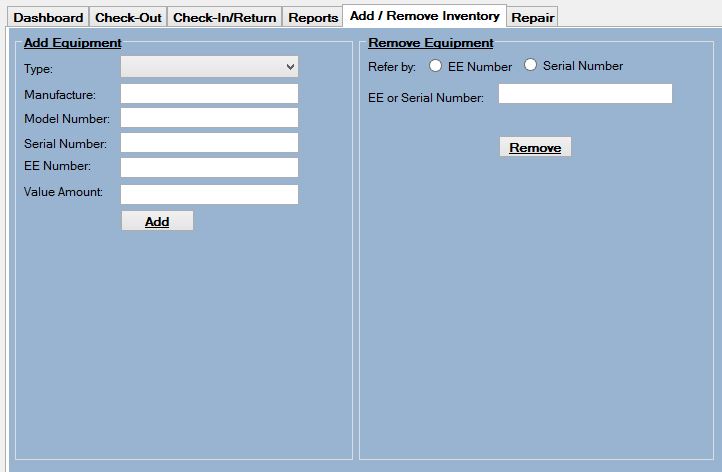 Dashboard Check-Out Check-In/Return Reports Add / Remove Inventory Repair
Add Equipment
Type:
Manufacture:
Model Number:
Serial Number:
EE Number:
Value Amount:
Add
Remove Equipment
Refer by: EE Number Serial Number
EE or Serial Number:
Remove